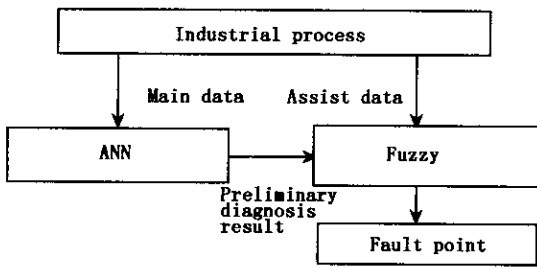 Industrial process
Main data
Assist data
ANN
Fuzzy
Preliminary
diagnosis
result
Fault point